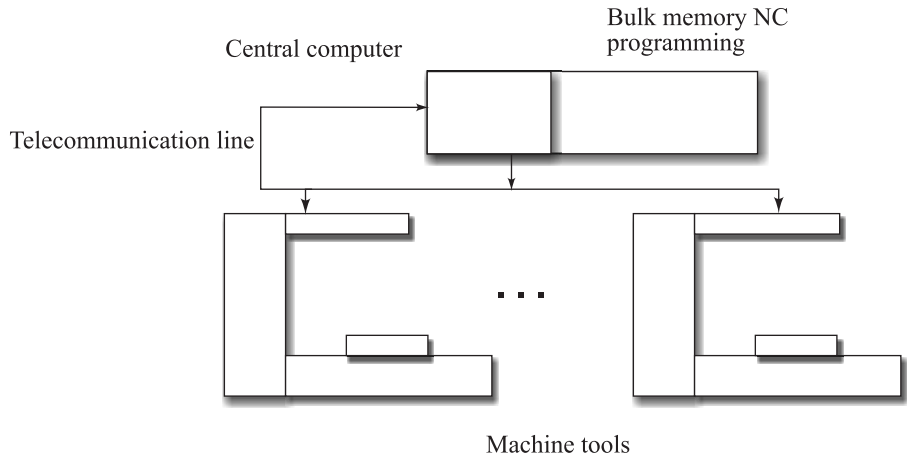 Bulk memory NC
programming
Central computer
Telecommunication line
Machine tools